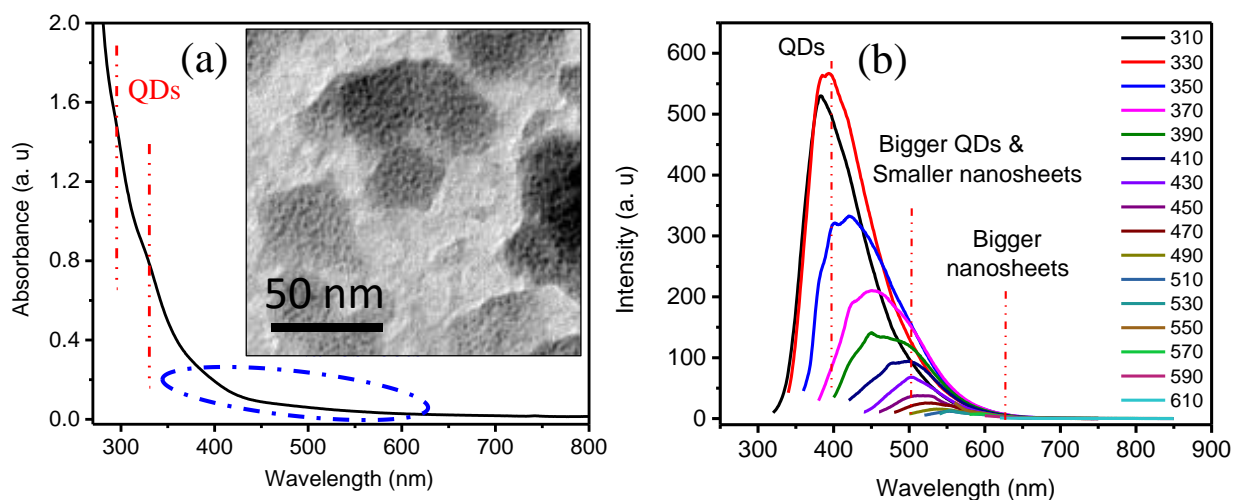 (a)
QDs
50 nm
Absorbance (a. u)
2.0
1.6
1.2
0.8
0.4
0.0
300 400 500 600 700 800
Wavelength (nm)
(b)
QDs
Bigger QDs &
Smaller nanosheets
Bigger
nanosheets
310
330
350
370
390
410
430
450
470
490
510
530
550
570
590
610
Intensity (a. u)
600
500
400
300
200
100
0
300 400 500 600 700 800 900
Wavelength (nm)